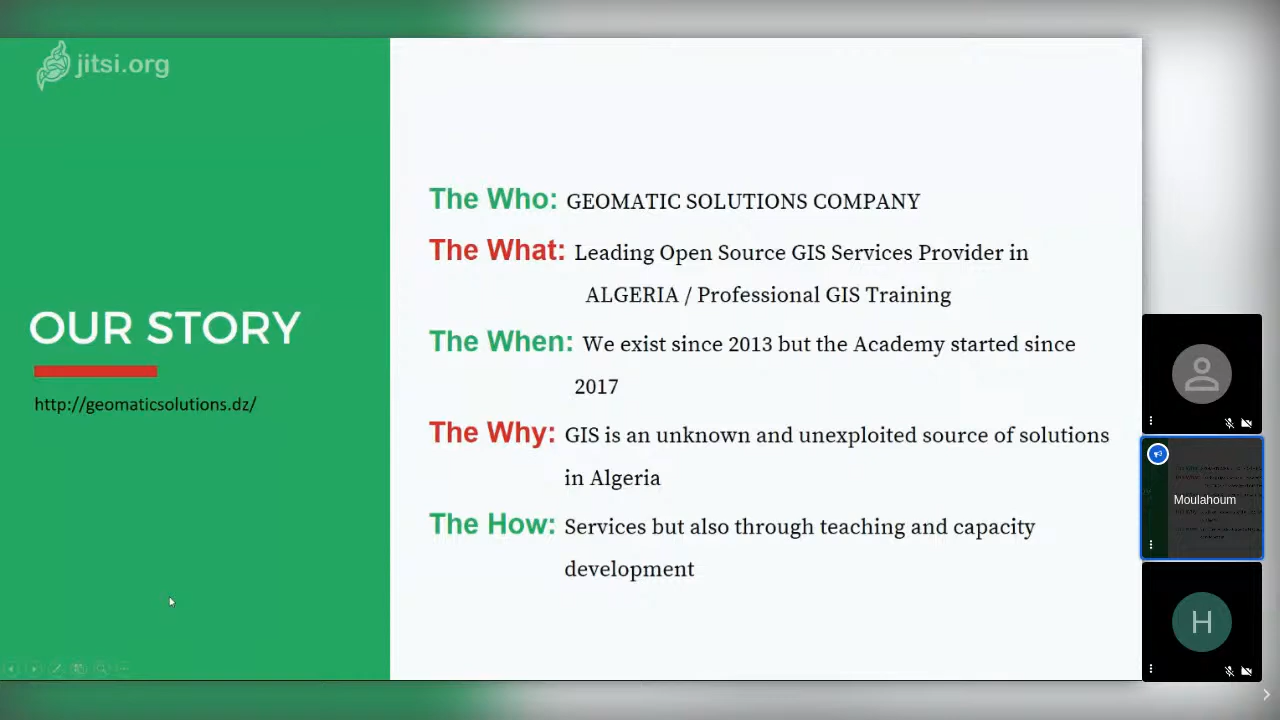 jitsi.org
OUR STORY
http://geomaticsolutions.dz/
The Who: GEOMATIC SOLUTIONS COMPANY
The What: Leading Open Source GIS Services Provider in
ALGERIA / Professional GIS Training
The When: We exist since 2013 but the Academy started since
2017
The Why: GIS is an unknown and unexploited source of solutions
in Algeria
The How: Services but also through teaching and capacity
development
Moulahoum
H